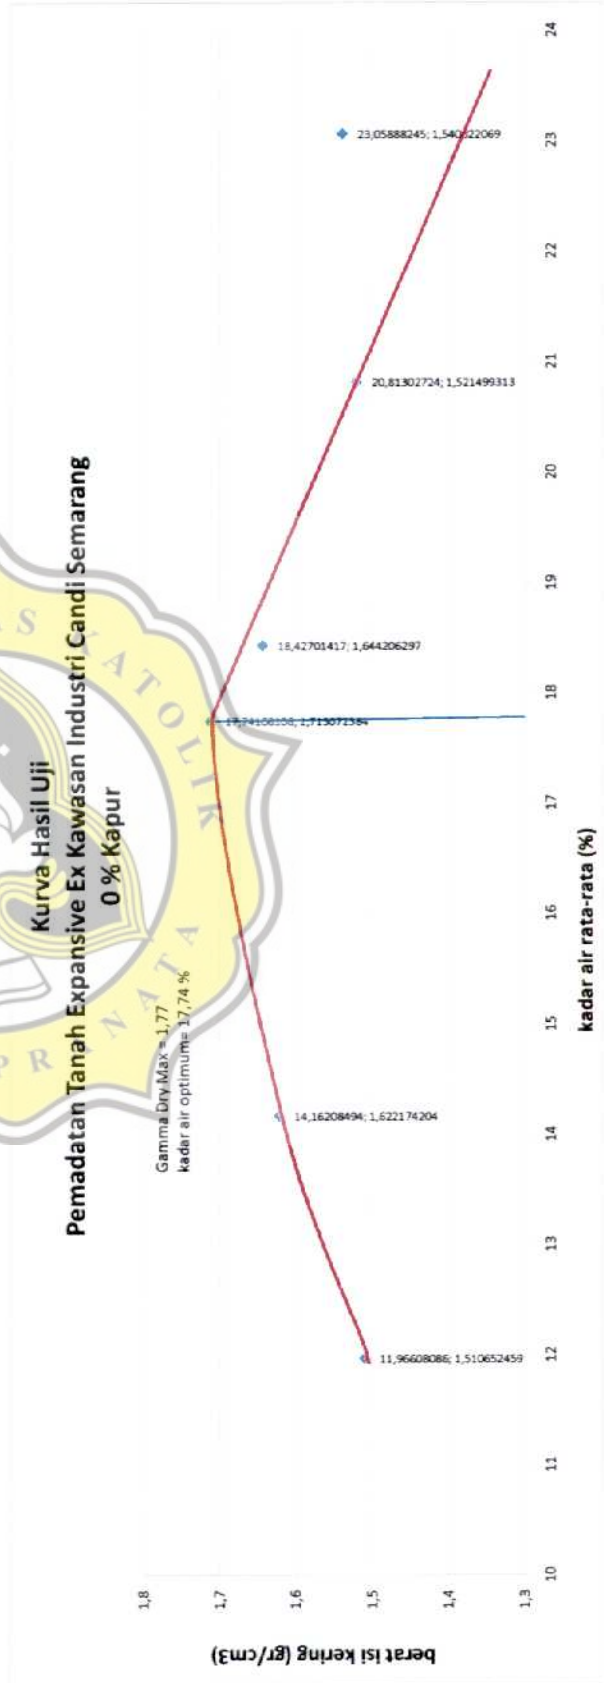 Kurva Hasil Uji
Pemadatan Tanah Expansive Ex Kawasan Industri Candi Semarang
0 % Kapur
Gamma Dry Max = 1,77
kadar air optimum= 17,74 %
berat isi kering (gr/cm3)
1,8
1,7
1,6
1,5
1,4
1,3
11,96608086; 1,510652459
14,16208494; 1,622174204
18,42701417; 1,644206297
20,81302724; 1,521499313
10
11
12
13
14
15
16
17
18
19
20
21
22
23
24
kadar air rata-rata (%)
S KATOLIK
PRANATA